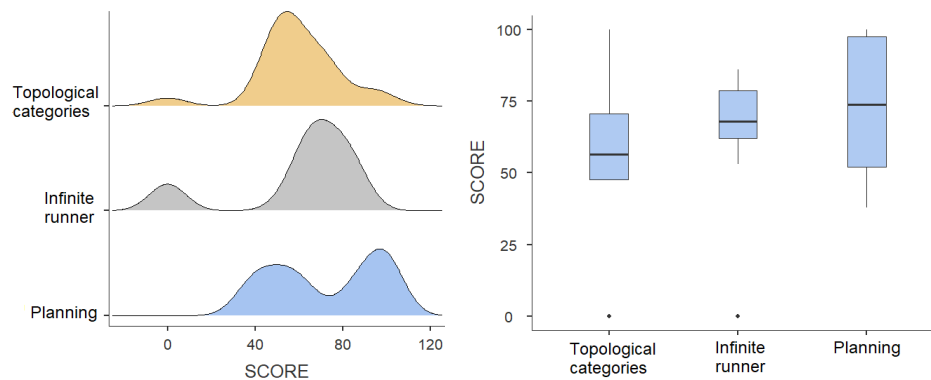 Topological
categories
Infinite
runner
Planning
0
40
80
120
SCORE
100
75
50
25
0
SCORE
Topological
categories
Infinite
runner
Planning